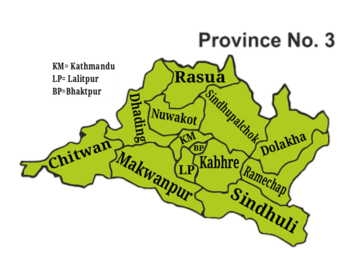 Province No. 3
KM= Kathmandu
LP= Lalitpur
BP=Bhaktpur
Rasua
Sindhupalchok
Dhading
Nuwakot
Dolakha
KM
BP
Chitwan
Makwanpur
LP
Kabhre
Ramechap
Sindhuli